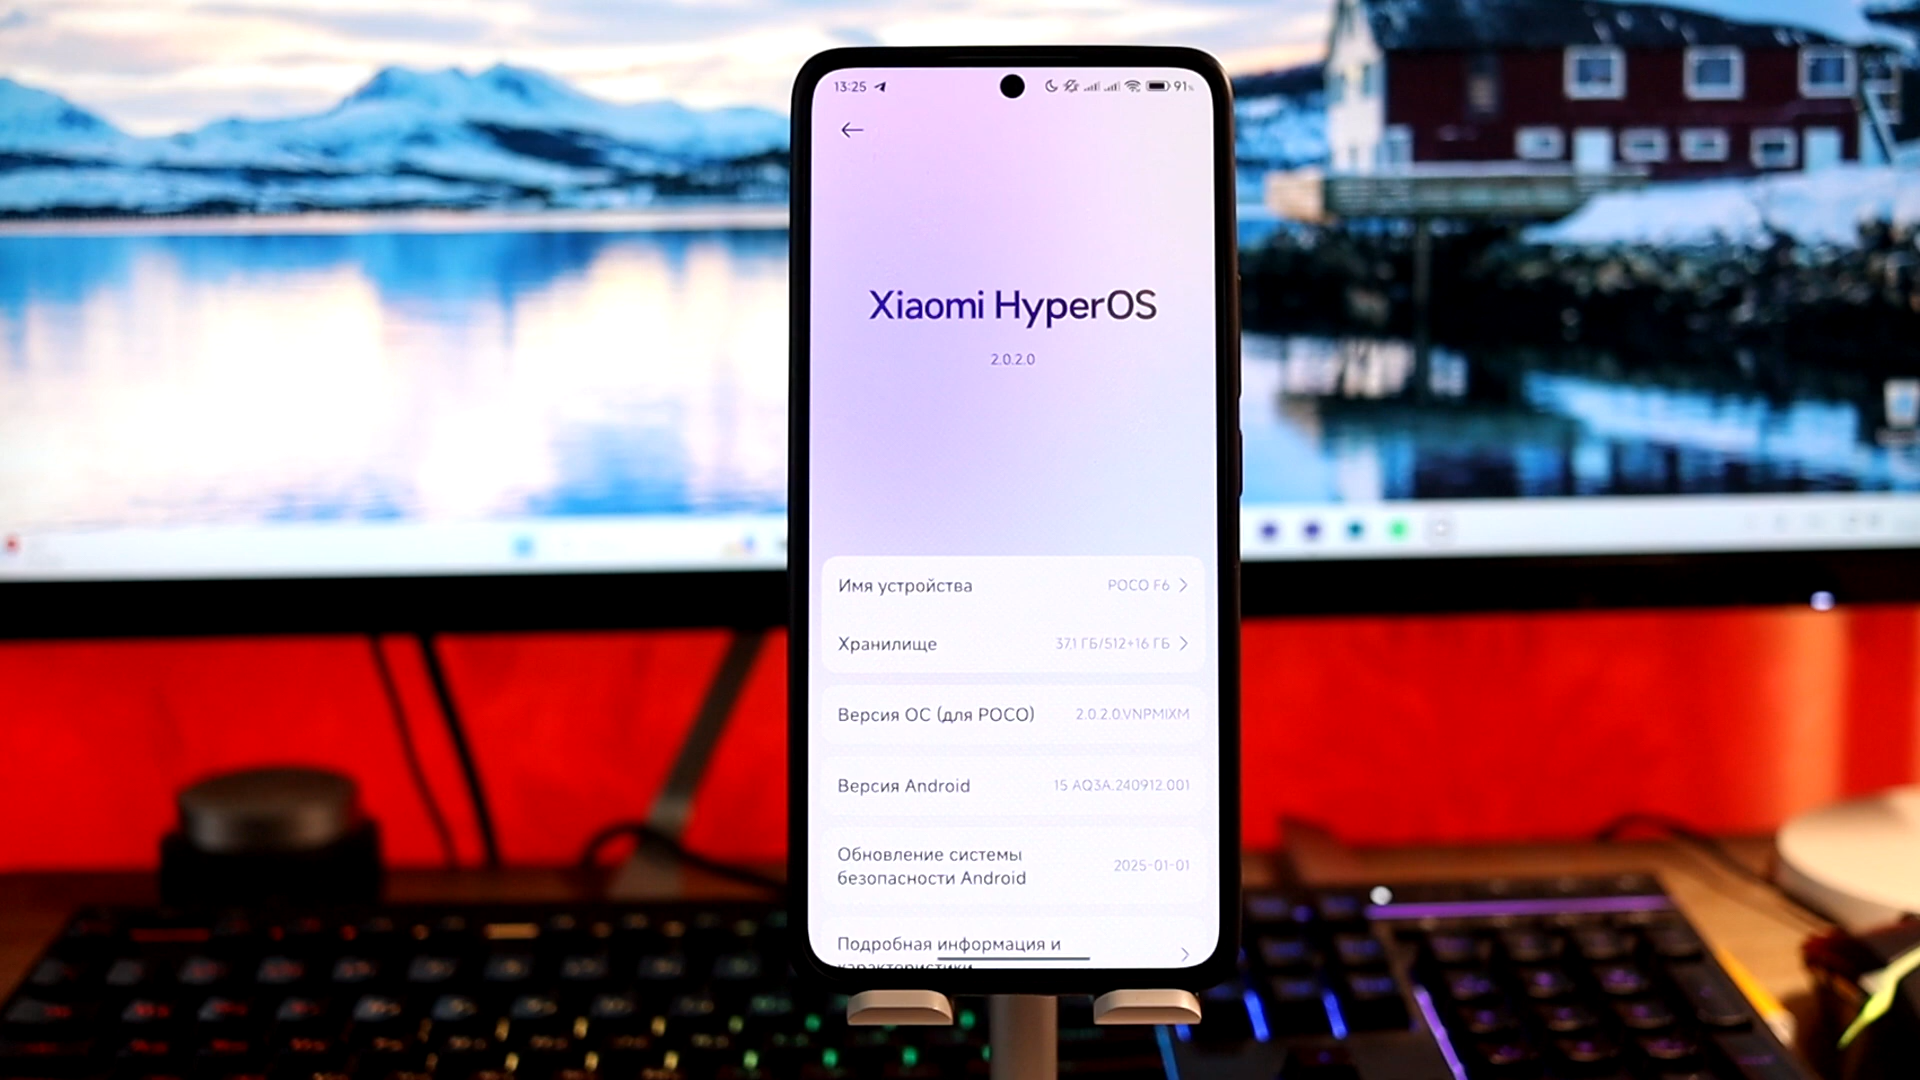 13:25
91%
Xiaomi HyperOS
2.0.2.0
Имя устройства
POCO F6
Хранилище
37,1 ГБ/512+16 ГБ
Версия ОС (для POCO)
2.0.2.0.VNPMIXM
Версия Android
15 AQ3A.240912.001
Обновление системы
безопасности Android
2025-01-01
Подробная информация и
характеристики